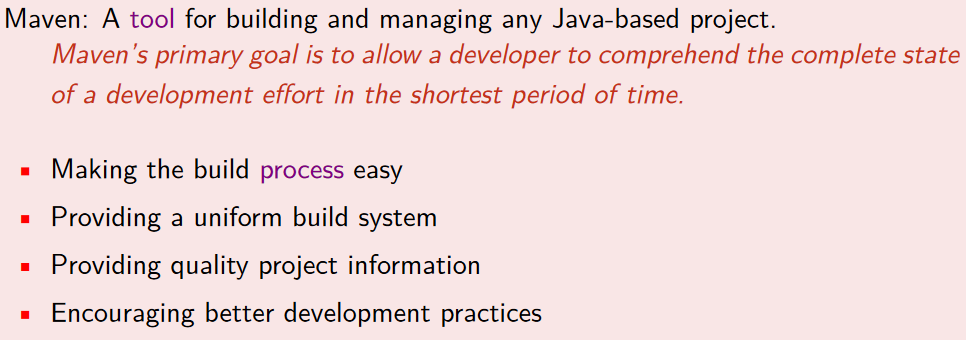 Maven: A tool for building and managing any Java-based project.
Maven's primary goal is to allow a developer to comprehend the complete state
of a development effort in the shortest period of time.
Making the build process easy
Providing a uniform build system
Providing quality project information
Encouraging better development practices